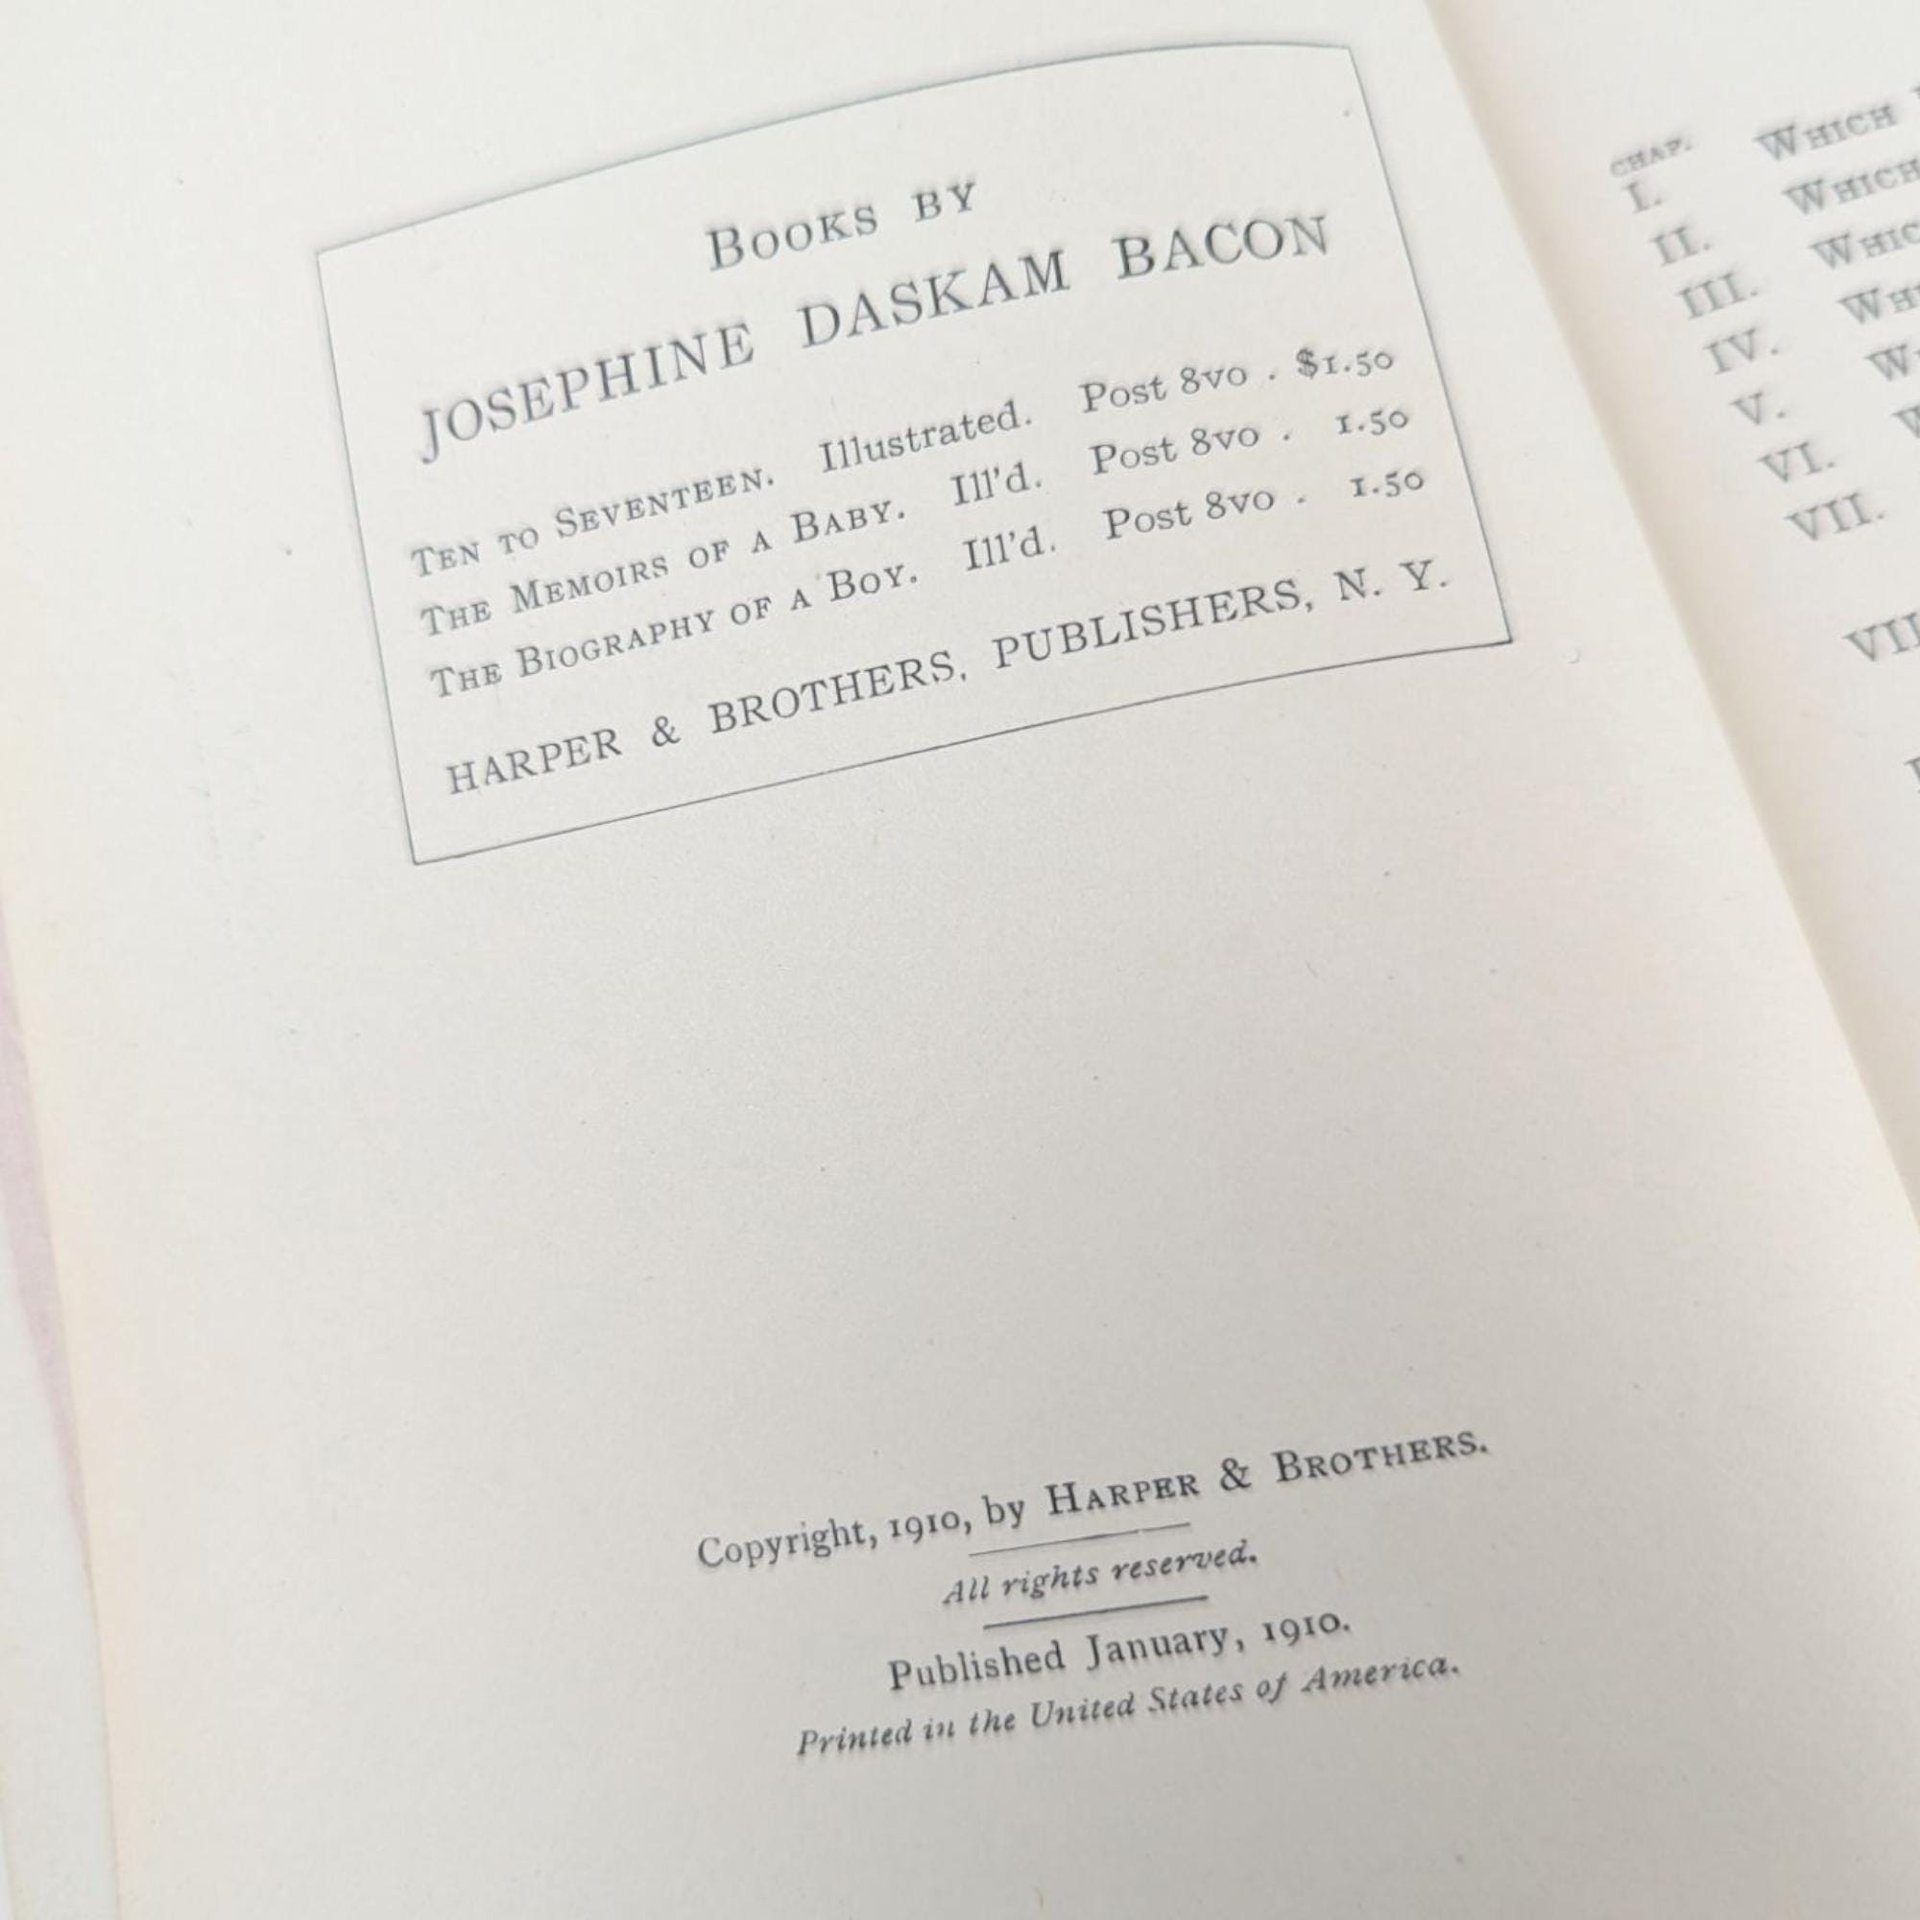 Books by
JOSEPHINE DASKAM BACON
Ten to Seventeen. Illustrated. Post 8vo . $1.50
The Memoirs of a Baby. Ill'd. Post 8vo . 1.50
The Biography of a Boy. Ill'd. Post 8vo . 1.50
HARPER & BROTHERS, PUBLISHERS, N. Y.
Copyright, 1910, by Harper & Brothers.
All rights reserved.
Published January, 1910.
Printed in the United States of America.
CHAP.
I. Which
II. Which
III.
IV.
V.
VI.
VII.